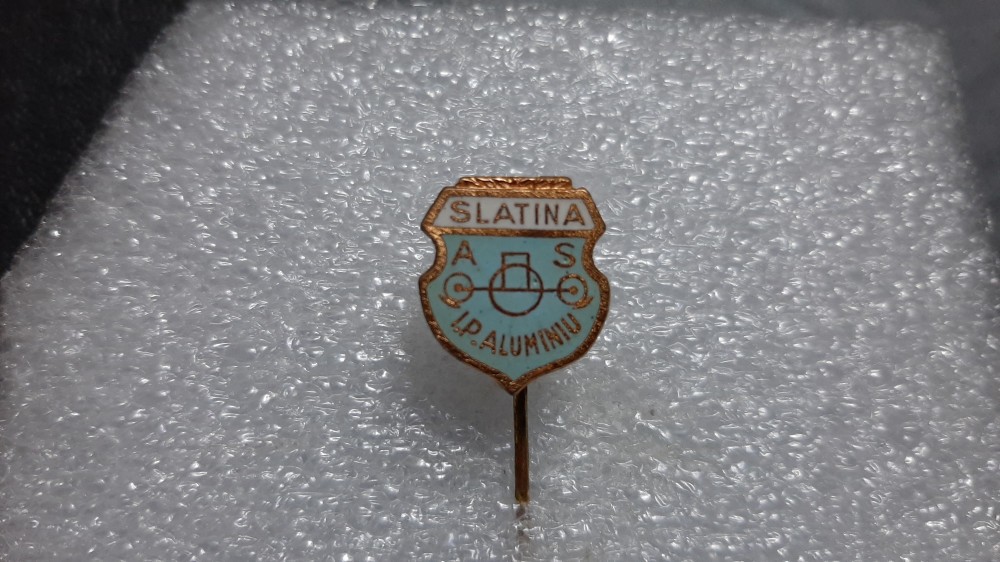 SLATINA
A S
I.P. ALUMINIU